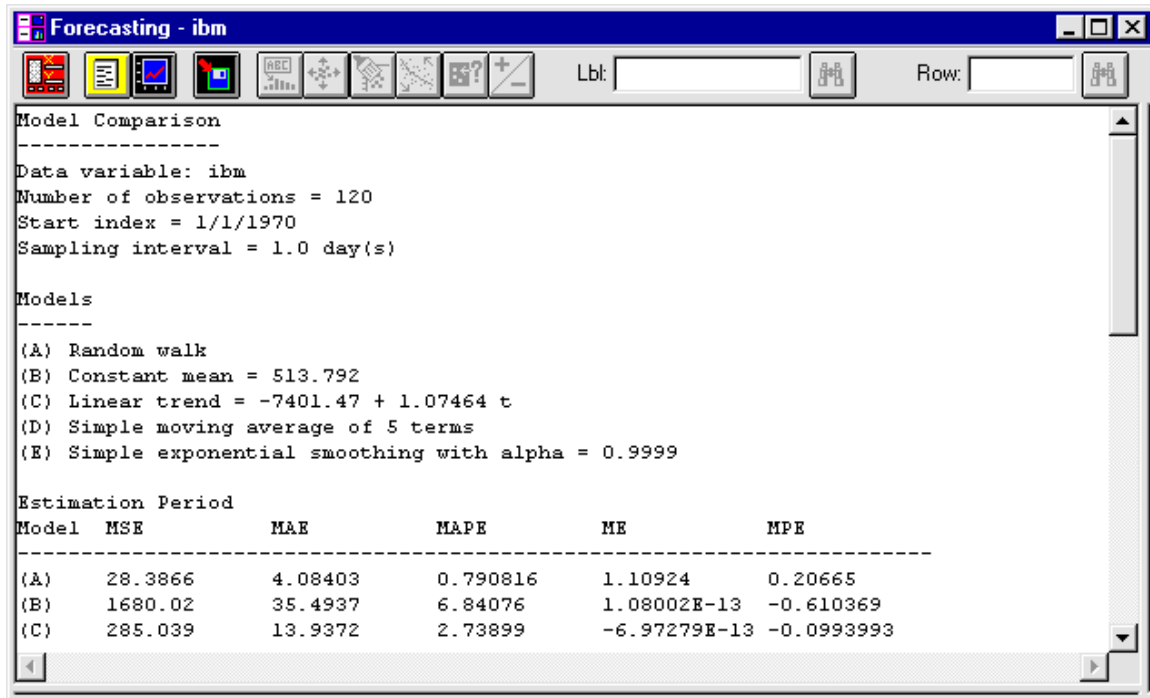 Forecasting - ibm
ABC ? + - Lbl: Row:
Model Comparison
----------------
Data variable: ibm
Number of observations = 120
Start index = 1/1/1970
Sampling interval = 1.0 day(s)
Models
------
(A) Random walk
(B) Constant mean = 513.792
(C) Linear trend = -7401.47 + 1.07464 t
(D) Simple moving average of 5 terms
(E) Simple exponential smoothing with alpha = 0.9999
Estimation Period
Model MSE MAE MAPE ME MPE
------------------------------------------------------------------------
(A) 28.3866 4.08403 0.790816 1.10924 0.20665
(B) 1680.02 35.4937 6.84076 1.08002E-13 -0.610369
(C) 285.039 13.9372 2.73899 -6.97279E-13 -0.0993993